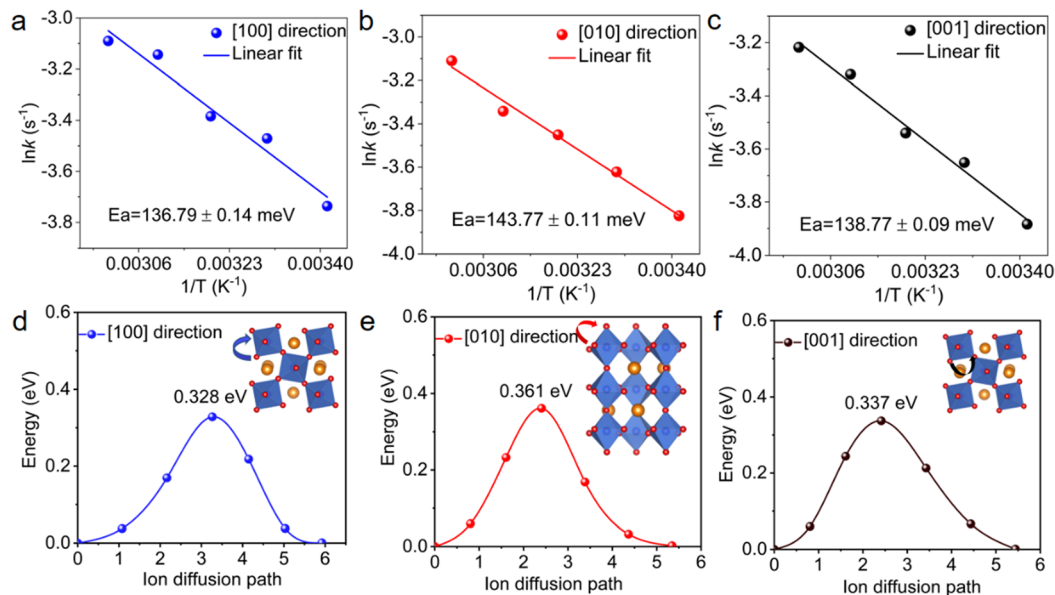 a
-3.0
-3.2
-3.4
-3.6
-3.8
lnk (s⁻¹)
[100] direction
Linear fit
Ea=136.79 ± 0.14 meV
0.00306 0.00323 0.00340
1/T (K⁻¹)
b
-3.0
-3.2
-3.4
-3.6
-3.8
-4.0
lnk (s⁻¹)
[010] direction
Linear fit
Ea=143.77 ± 0.11 meV
0.00306 0.00323 0.00340
1/T (K⁻¹)
c
-3.2
-3.4
-3.6
-3.8
-4.0
lnk (s⁻¹)
[001] direction
Linear fit
Ea=138.77 ± 0.09 meV
0.00306 0.00323 0.00340
1/T (K⁻¹)
d
0.6
0.4
0.2
0.0
Energy (eV)
[100] direction
0.328 eV
0 1 2 3 4 5 6
Ion diffusion path
e
0.6
0.4
0.2
0.0
Energy (eV)
[010] direction
0.361 eV
0 1 2 3 4 5 6
Ion diffusion path
f
0.6
0.4
0.2
0.0
Energy (eV)
[001] direction
0.337 eV
0 1 2 3 4 5 6
Ion diffusion path